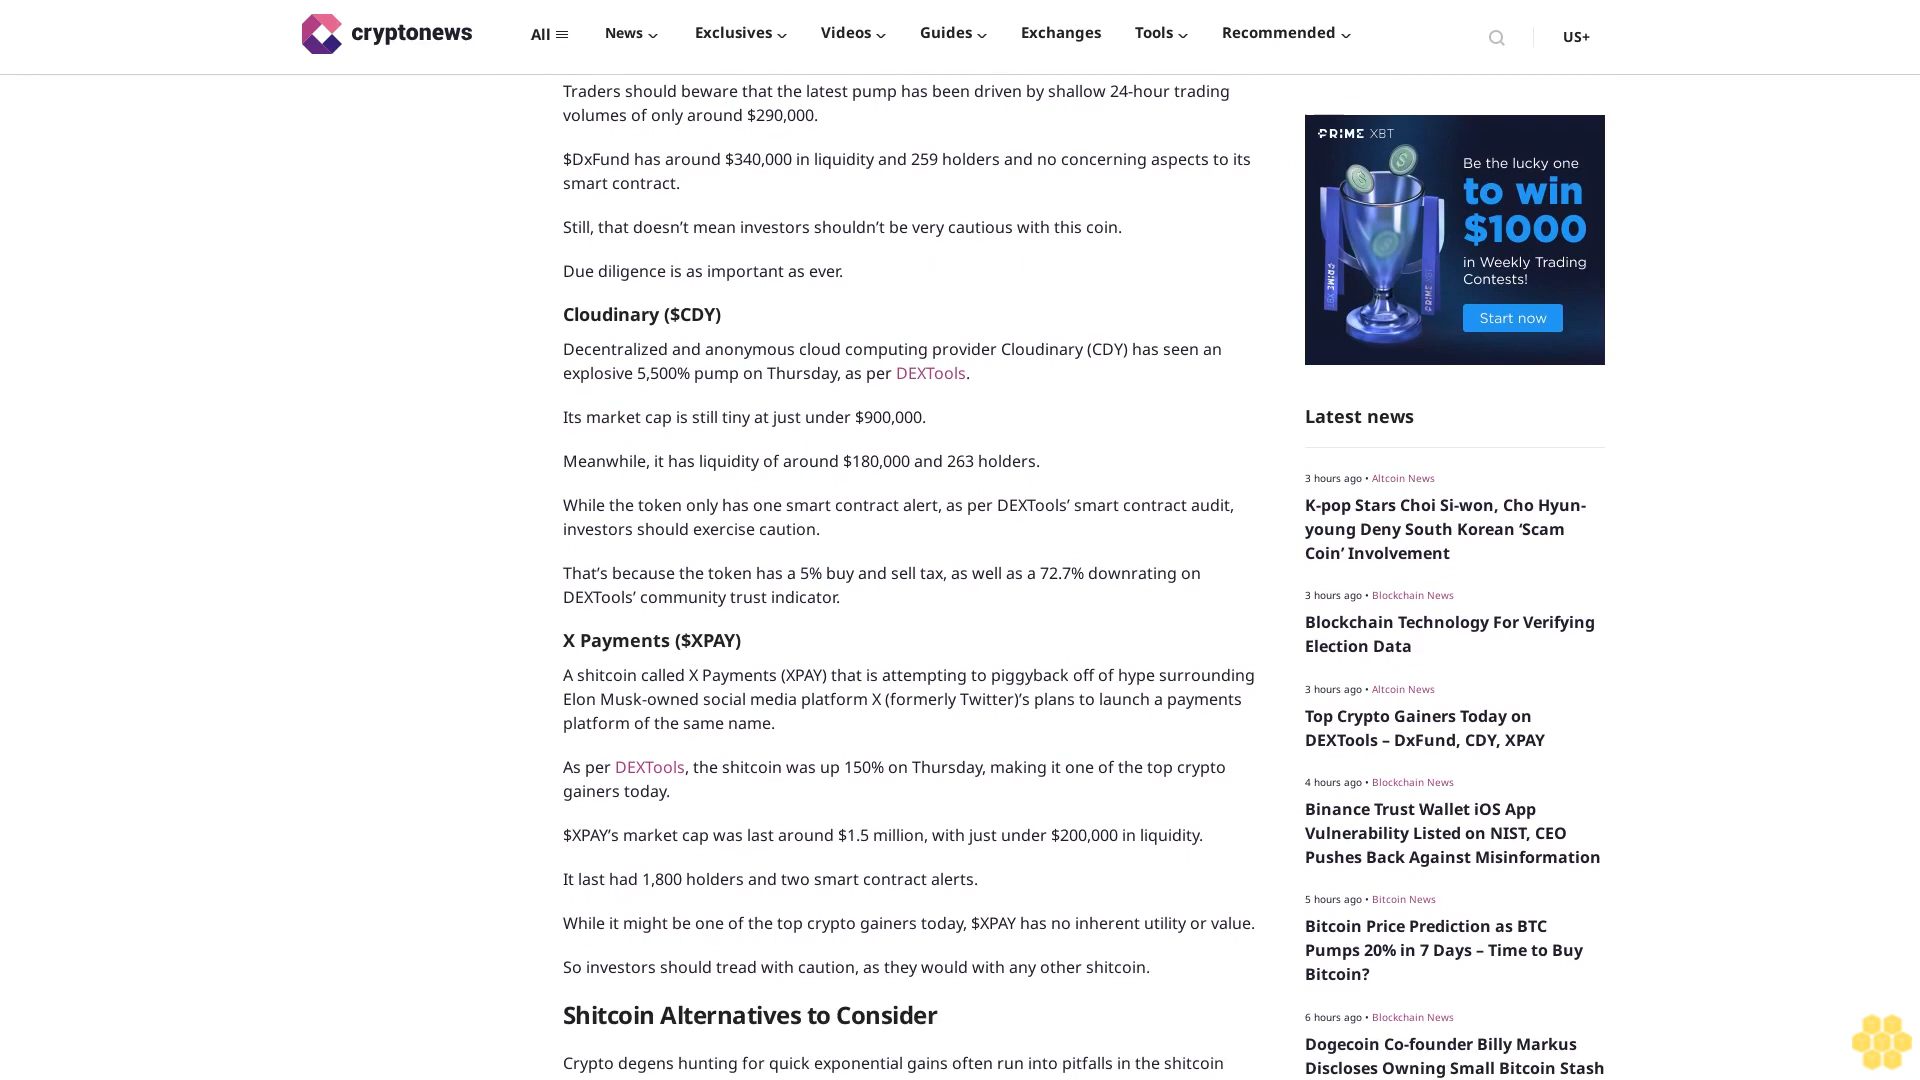 cryptonews
All
News
Exclusives
Videos
Guides
Exchanges
Tools
Recommended
US+
Traders should beware that the latest pump has been driven by shallow 24-hour trading
volumes of only around $290,000.
$DxFund has around $340,000 in liquidity and 259 holders and no concerning aspects to its
smart contract.
Still, that doesn’t mean investors shouldn’t be very cautious with this coin.
Due diligence is as important as ever.
Cloudinary ($CDY)
Decentralized and anonymous cloud computing provider Cloudinary (CDY) has seen an
explosive 5,500% pump on Thursday, as per DEXTools.
Its market cap is still tiny at just under $900,000.
Meanwhile, it has liquidity of around $180,000 and 263 holders.
While the token only has one smart contract alert, as per DEXTools’ smart contract audit,
investors should exercise caution.
That’s because the token has a 5% buy and sell tax, as well as a 72.7% downrating on
DEXTools’ community trust indicator.
X Payments ($XPAY)
A shitcoin called X Payments (XPAY) that is attempting to piggyback off of hype surrounding
Elon Musk-owned social media platform X (formerly Twitter)’s plans to launch a payments
platform of the same name.
As per DEXTools, the shitcoin was up 150% on Thursday, making it one of the top crypto
gainers today.
$XPAY’s market cap was last around $1.5 million, with just under $200,000 in liquidity.
It last had 1,800 holders and two smart contract alerts.
While it might be one of the top crypto gainers today, $XPAY has no inherent utility or value.
So investors should tread with caution, as they would with any other shitcoin.
Shitcoin Alternatives to Consider
Crypto degens hunting for quick exponential gains often run into pitfalls in the shitcoin
PRIME XBT
Be the lucky one
to win
$1000
in Weekly Trading
Contests!
Start now
PRIME XBT
PRIME XBT
Latest news
3 hours ago • Altcoin News
K-pop Stars Choi Si-won, Cho Hyun-
young Deny South Korean ‘Scam
Coin’ Involvement
3 hours ago • Blockchain News
Blockchain Technology For Verifying
Election Data
3 hours ago • Altcoin News
Top Crypto Gainers Today on
DEXTools – DxFund, CDY, XPAY
4 hours ago • Blockchain News
Binance Trust Wallet iOS App
Vulnerability Listed on NIST, CEO
Pushes Back Against Misinformation
5 hours ago • Bitcoin News
Bitcoin Price Prediction as BTC
Pumps 20% in 7 Days – Time to Buy
Bitcoin?
6 hours ago • Blockchain News
Dogecoin Co-founder Billy Markus
Discloses Owning Small Bitcoin Stash